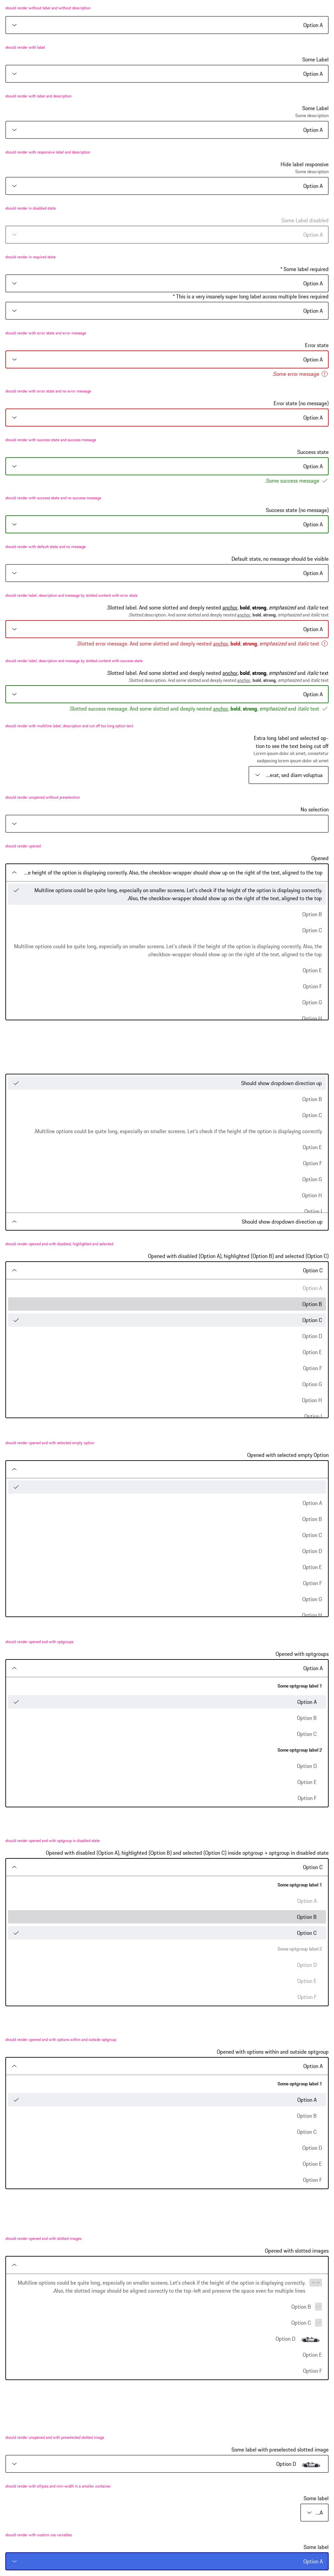 should render without label and without description
Option A
should render with label
Some Label
Option A
should render with label and description
Some Label
Some description
Option A
should render with responsive label and description
Hide label responsive
Some description
Option A
should render in disabled state
Some Label disabled
Option A
should render in required state
* Some label required
Option A
* This is a very insanely super long label across multiple lines required
Option A
should render with error state and error message
Error state
Option A
.Some error message
should render with error state and no error message
Error state (no message)
Option A
should render with success state and success message
Success state
Option A
.Some success message
should render with success state and no success message
Success state (no message)
Option A
should render with default state and no message
Default state, no message should be visible
Option A
should render label, description and message by slotted content with error state
.Slotted label. And some slotted and deeply nested anchor, bold, strong, emphasized and italic text
.Slotted description. And some slotted and deeply nested anchor, bold, strong, emphasized and italic text
Option A
.Slotted error message. And some slotted and deeply nested anchor, bold, strong, emphasized and italic text
should render label, description and message by slotted content with success state
.Slotted label. And some slotted and deeply nested anchor, bold, strong, emphasized and italic text
.Slotted description. And some slotted and deeply nested anchor, bold, strong, emphasized and italic text
Option A
.Slotted success message. And some slotted and deeply nested anchor, bold, strong, emphasized and italic text
should render with multiline label, description and cut off too long option text
Extra long label and selected op-
tion to see the text being cut off
Lorem ipsum dolor sit amet, consetetur
sadipscing lorem ipsum dolor sit amet
...erat, sed diam voluptua
should render unopened without preselection
No selection
should render opened
Opened
...e height of the option is displaying correctly. Also, the checkbox-wrapper should show up on the right of the text, aligned to the top
Multiline options could be quite long, especially on smaller screens. Let's check if the height of the option is displaying correctly.
.Also, the checkbox-wrapper should show up on the right of the text, aligned to the top
Option B
Option C
Multiline options could be quite long, especially on smaller screens. Let's check if the height of the option is displaying correctly. Also, the
.checkbox-wrapper should show up on the right of the text, aligned to the top
Option E
Option F
Option G
Option H
Should show dropdown direction up
Option B
Option C
.Multiline options could be quite long, especially on smaller screens. Let's check if the height of the option is displaying correctly
Option E
Option F
Option G
Option H
Option I
Should show dropdown direction up
should render opened and with disabled, highlighted and selected
Opened with disabled (Option A), highlighted (Option B) and selected (Option C)
Option C
Option A
Option B
Option C
Option D
Option E
Option F
Option G
Option H
Option I
should render opened and with selected empty option
Opened with selected empty Option
Option A
Option B
Option C
Option D
Option E
Option F
Option G
Option H
should render opened and with optgroups
Opened with optgroups
Option A
Some optgroup label 1
Option A
Option B
Option C
Some optgroup label 2
Option D
Option E
Option F
should render opened and with optgroup in disabled state
Opened with disabled (Option A), highlighted (Option B) and selected (Option C) inside optgroup + optgroup in disabled state
Option C
Some optgroup label 1
Option A
Option B
Option C
Some optgroup label 2
Option D
Option E
Option F
should render opened and with options within and outside optgroup
Opened with options within and outside optgroup
Option A
Some optgroup label 1
Option A
Option B
Option C
Option D
Option E
Option F
should render opened and with slotted images
Opened with slotted images
Multiline options could be quite long, especially on smaller screens. Let's check if the height of the option is displaying correctly.
.Also, the slotted image should be aligned correctly to the top-left and preserve the space even for multiple lines
Option B
Option C
Option D
Option E
Option F
should render unopened and with preselected slotted image
Some label with preselected slotted image
Option D
should render with ellipsis and min-width in a smaller container
Some label
...A
should render with custom css variables
Some label
Option A